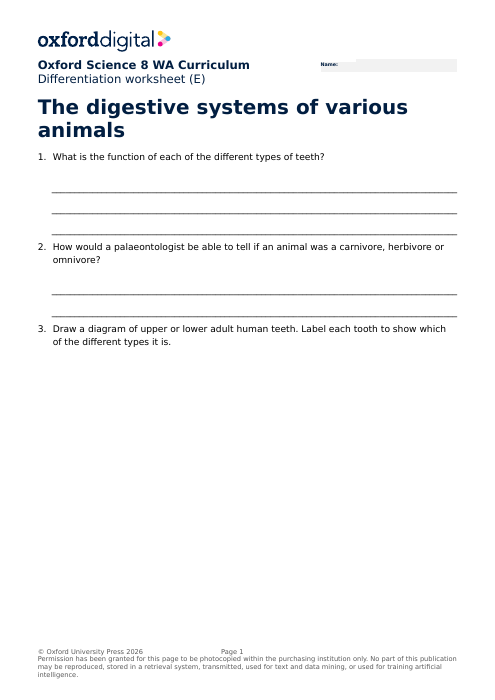 oxforddigital
Oxford Science 8 WA Curriculum
Name:
Differentiation worksheet (E)
The digestive systems of various
animals
1. What is the function of each of the different types of teeth?
2. How would a palaeontologist be able to tell if an animal was a carnivore, herbivore or
omnivore?
3. Draw a diagram of upper or lower adult human teeth. Label each tooth to show which
of the different types it is.
© Oxford University Press 2026 Page 1
Permission has been granted for this page to be photocopied within the purchasing institution only. No part of this publication
may be reproduced, stored in a retrieval system, transmitted, used for text and data mining, or used for training artificial
intelligence.